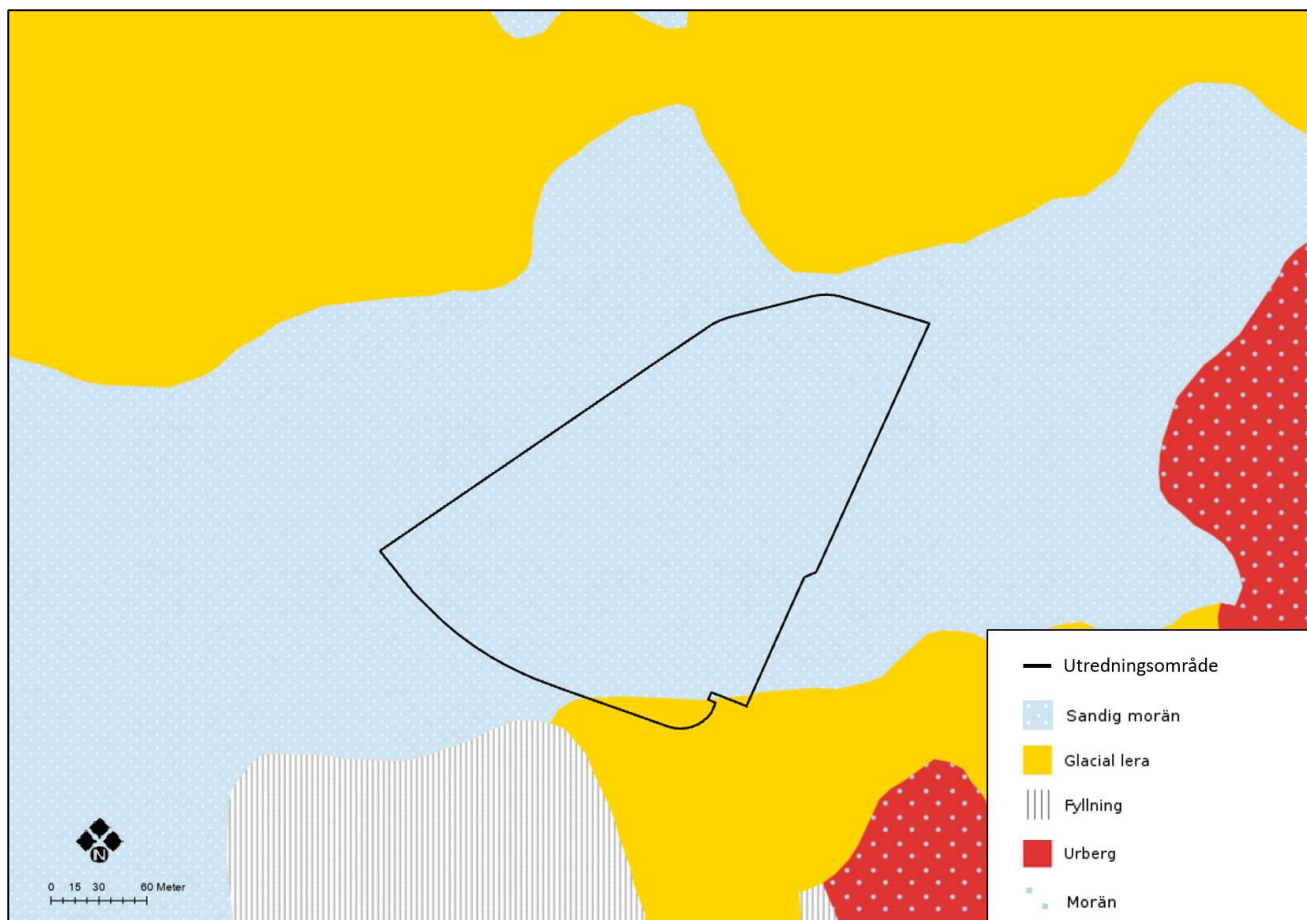 Utredningsområde
Sandig morän
Glacial lera
Fyllning
Urberg
Morän
N
0 15 30 60 Meter